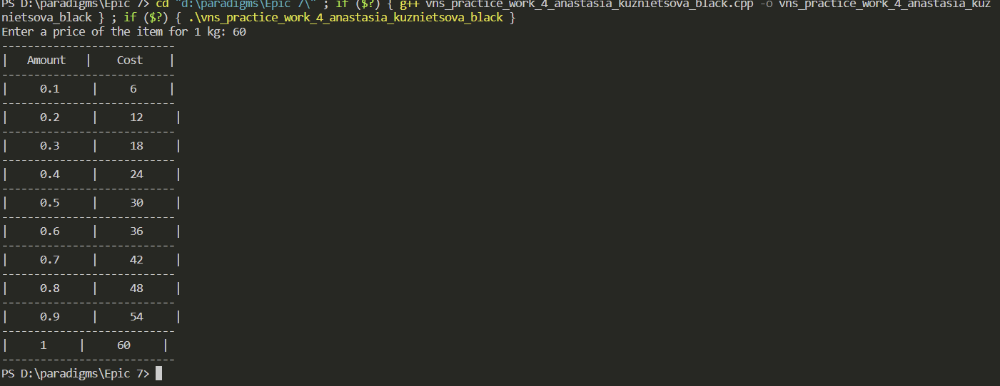 PS D:\paradigms\Epic 7> cd "d:\paradigms\Epic 7\" ; if ($?) { g++ vns_practice_work_4_anastasia_kuznietsova_black.cpp -o vns_practice_work_4_anastasia_kuz
nietsova_black } ; if ($?) { .\vns_practice_work_4_anastasia_kuznietsova_black }
Enter a price of the item for 1 kg: 60
---------------------------
|   Amount   |    Cost    |
---------------------------
|     0.1     |     6     |
---------------------------
|     0.2     |     12     |
---------------------------
|     0.3     |     18     |
---------------------------
|     0.4     |     24     |
---------------------------
|     0.5     |     30     |
---------------------------
|     0.6     |     36     |
---------------------------
|     0.7     |     42     |
---------------------------
|     0.8     |     48     |
---------------------------
|     0.9     |     54     |
---------------------------
|     1     |     60     |
---------------------------
PS D:\paradigms\Epic 7>